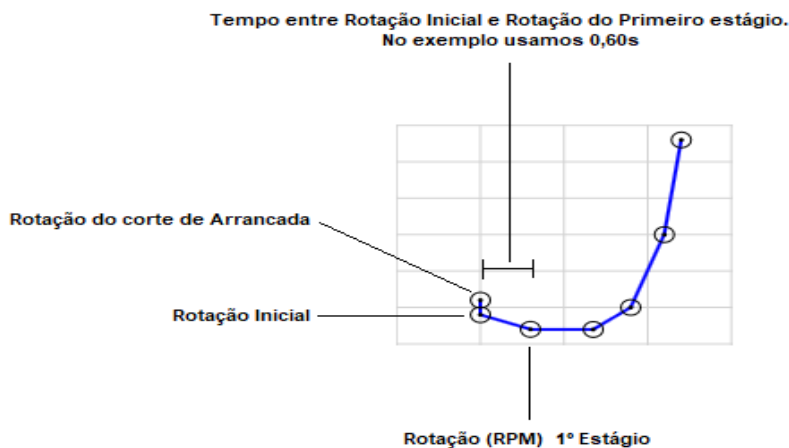 Tempo entre Rotação Inicial e Rotação do Primeiro estágio.
No exemplo usamos 0,60s
Rotação do corte de Arrancada
Rotação Inicial
Rotação (RPM) 1º Estágio